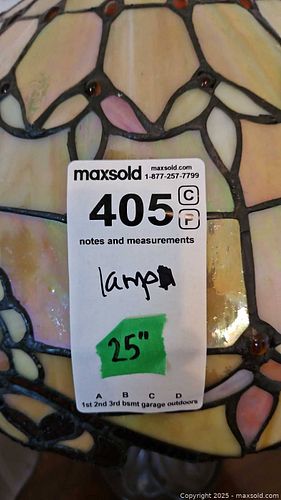 maxsold maxsold.com
1-877-257-7799
405 C
P
notes and measurements
lamp
25"
A B C D
1st 2nd 3rd bsmt garage outdoors
Copyright 2025 - maxsold.com